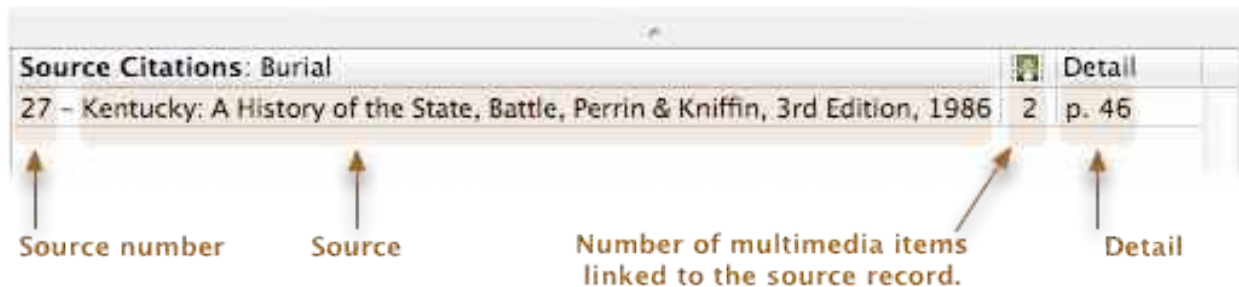 Source Citations: Burial Detail
27 – Kentucky: A History of the State, Battle, Perrin & Kniffin, 3rd Edition, 1986 2 p. 46
Source number Source Number of multimedia items Detail
linked to the source record.